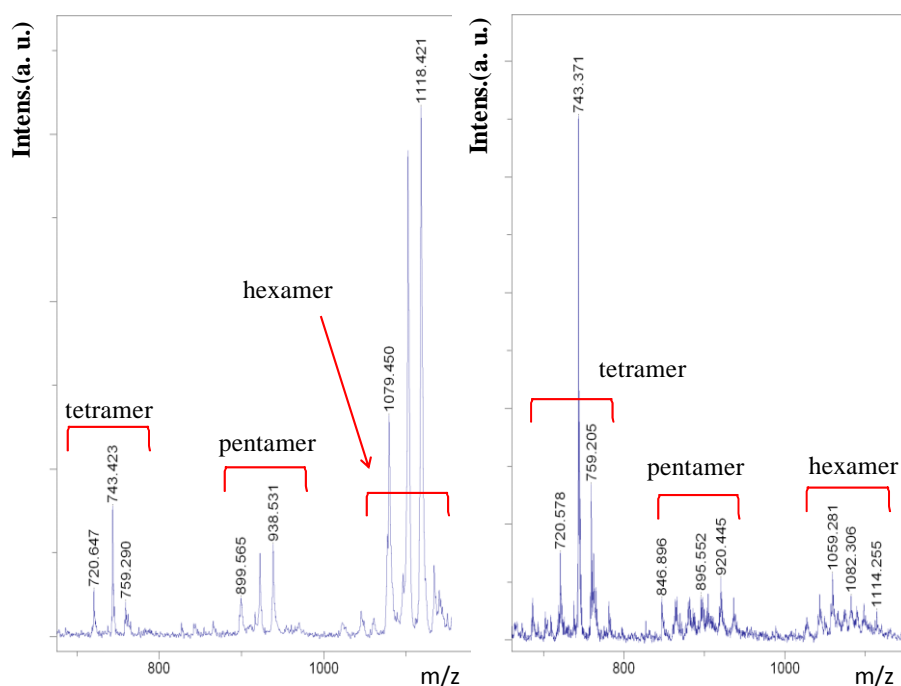 Intens.(a. u.)
1118.421
1079.450
hexamer
tetramer
pentamer
743.423
938.531
720.647
759.290
899.565
800
1000
m/z
Intens.(a. u.)
743.371
tetramer
759.205
pentamer
hexamer
720.578
846.896
895.552
920.445
1059.281
1082.306
1114.255
800
1000
m/z